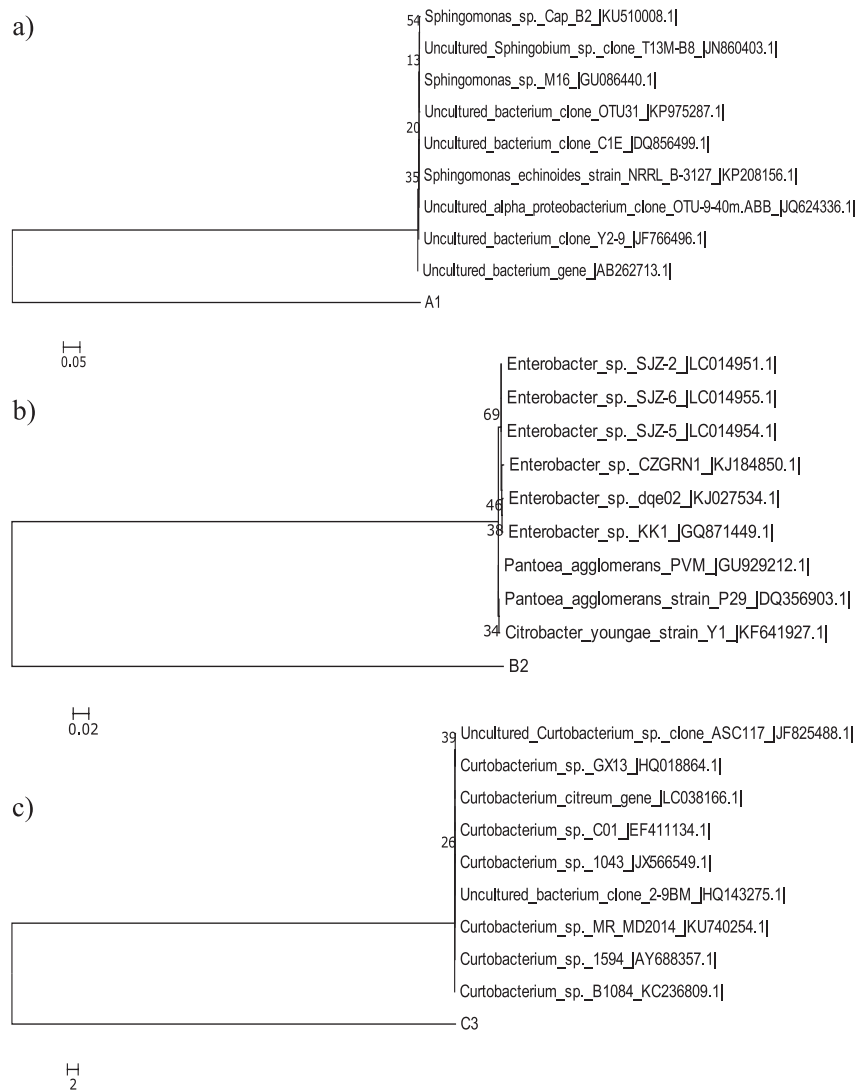 a)
54
Sphingomonas_sp._Cap_B2_|KU510008.1|
Uncultured_Sphingobium_sp._clone_T13M-B8_|JN860403.1|
13
Sphingomonas_sp._M16_|GU086440.1|
Uncultured_bacterium_clone_OTU31_|KP975287.1|
20
Uncultured_bacterium_clone_C1E_|DQ856499.1|
35
Sphingomonas_echinoides_strain_NRRL_B-3127_|KP208156.1|
Uncultured_alpha_proteobacterium_clone_OTU-9-40m.ABB_|JQ624336.1|
Uncultured_bacterium_clone_Y2-9_|JF766496.1|
Uncultured_bacterium_gene_|AB262713.1|
A1
0.05
b)
Enterobacter_sp._SJZ-2_|LC014951.1|
Enterobacter_sp._SJZ-6_|LC014955.1|
69
Enterobacter_sp._SJZ-5_|LC014954.1|
Enterobacter_sp._CZGRN1_|KJ184850.1|
46
Enterobacter_sp._dqe02_|KJ027534.1|
38
Enterobacter_sp._KK1_|GQ871449.1|
Pantoea_agglomerans_PVM_|GU929212.1|
Pantoea_agglomerans_strain_P29_|DQ356903.1|
34
Citrobacter_youngae_strain_Y1_|KF641927.1|
B2
0.02
c)
39
Uncultured_Curtobacterium_sp._clone_ASC117_|JF825488.1|
Curtobacterium_sp._GX13_|HQ018864.1|
Curtobacterium_citreum_gene_|LC038166.1|
Curtobacterium_sp._C01_|EF411134.1|
26
Curtobacterium_sp._1043_|JX566549.1|
Uncultured_bacterium_clone_2-9BM_|HQ143275.1|
Curtobacterium_sp._MR_MD2014_|KU740254.1|
Curtobacterium_sp._1594_|AY688357.1|
Curtobacterium_sp._B1084_KC236809.1|
C3
2